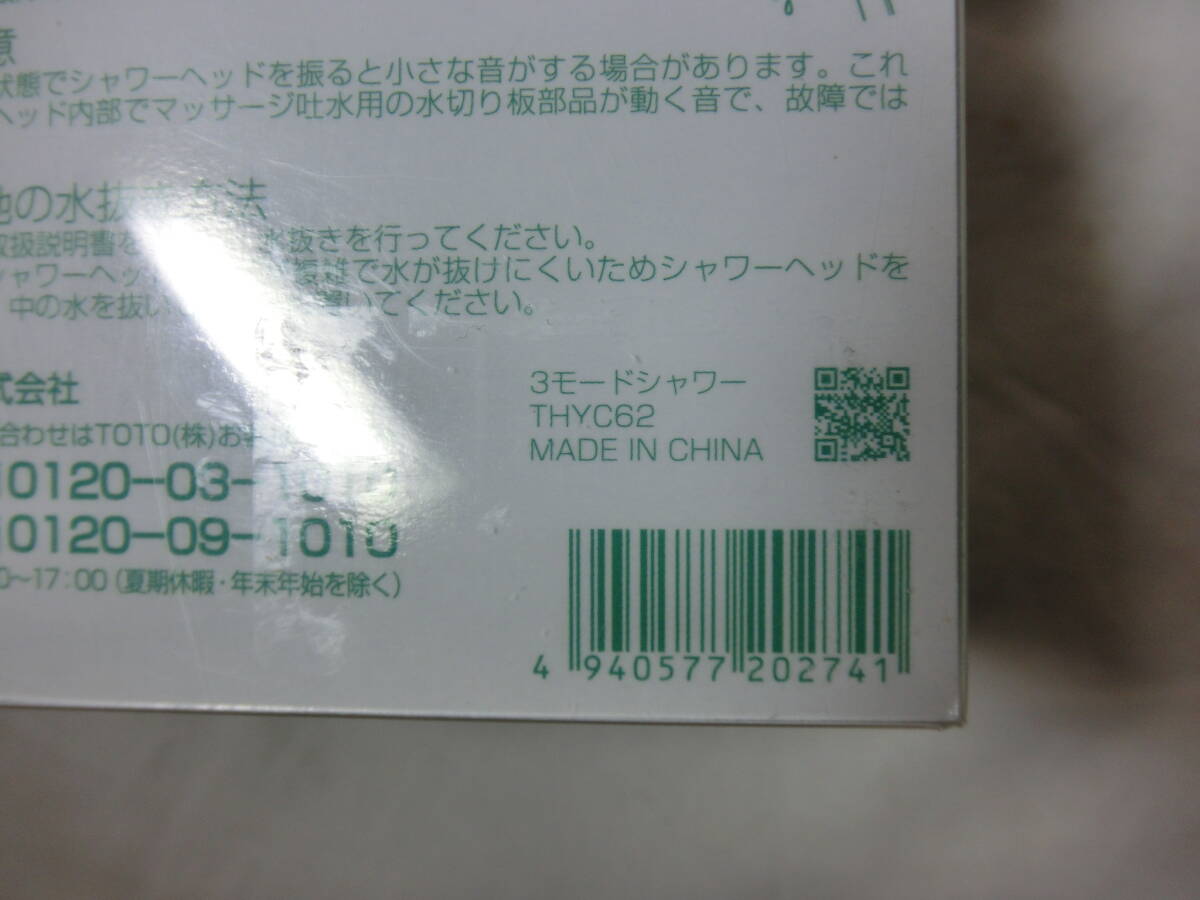 意
状態でシャワーヘッドを振ると小さな音がする場合があります。これ
ヘッド内部でマッサージ吐水用の水切り板部品が動く音で、故障では
地の水抜き方法
取扱説明書を 水抜きを行ってください。
シャワーヘッ 複雑で水が抜けにくいためシャワーヘッドを
中の水を抜い 置いてください。
式会社
合わせはTOTO(株)お
0120-03-1010
0120-09-1010
0~17:00(夏期休暇・年末年始を除く)
3モードシャワー
THYC62
MADE IN CHINA
4 940577 202741